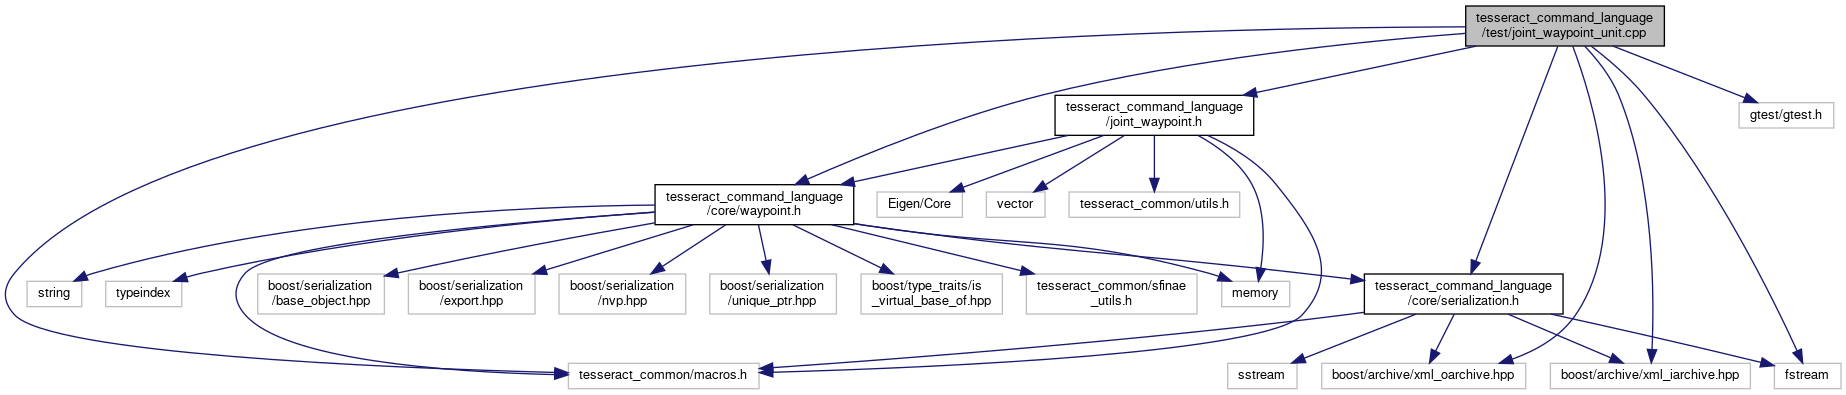 tesseract_command_language
/test/joint_waypoint_unit.cpp
tesseract_command_language
/joint_waypoint.h
gtest/gtest.h
tesseract_command_language
/core/waypoint.h
Eigen/Core
vector
tesseract_common/utils.h
string
typeindex
boost/serialization
/base_object.hpp
boost/serialization
/export.hpp
boost/serialization
/nvp.hpp
boost/serialization
/unique_ptr.hpp
boost/type_traits/is
_virtual_base_of.hpp
tesseract_common/sfinae
_utils.h
memory
tesseract_command_language
/core/serialization.h
tesseract_common/macros.h
sstream
boost/archive/xml_oarchive.hpp
boost/archive/xml_iarchive.hpp
fstream